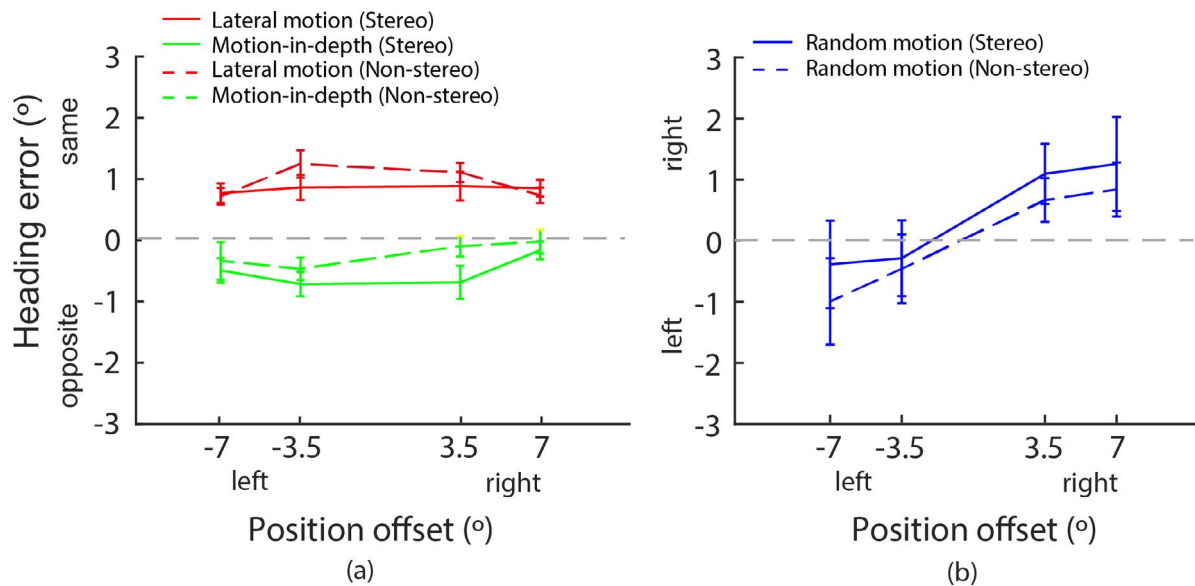 Lateral motion (Stereo)
Motion-in-depth (Stereo)
Lateral motion (Non-stereo)
Motion-in-depth (Non-stereo)
Heading error (º)
same
opposite
3
2
1
0
-1
-2
-3
-7
-3.5
3.5
7
left
right
Position offset (º)
(a)
Random motion (Stereo)
Random motion (Non-stereo)
right
left
3
2
1
0
-1
-2
-3
-7
-3.5
3.5
7
left
right
Position offset (º)
(b)